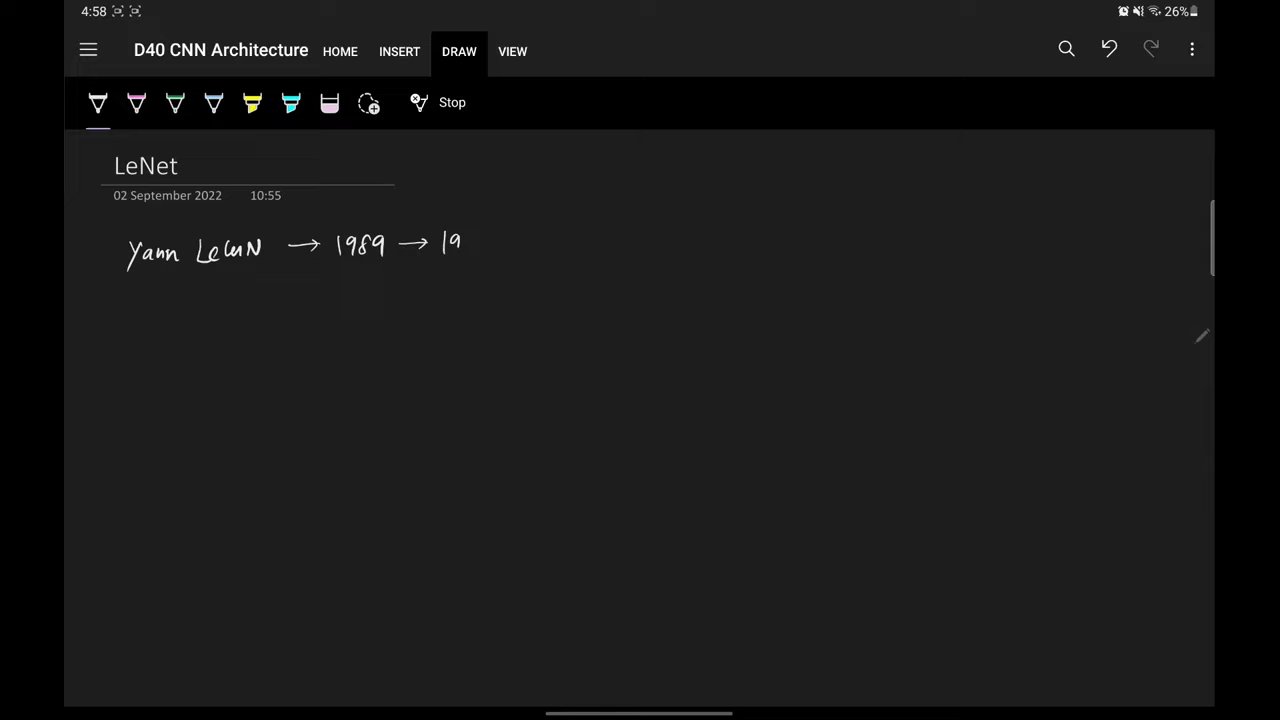 4:58 26%
D40 CNN Architecture HOME INSERT DRAW VIEW
Stop
LeNet
02 September 2022 10:55
Yann LeCuN → 1989 → 19